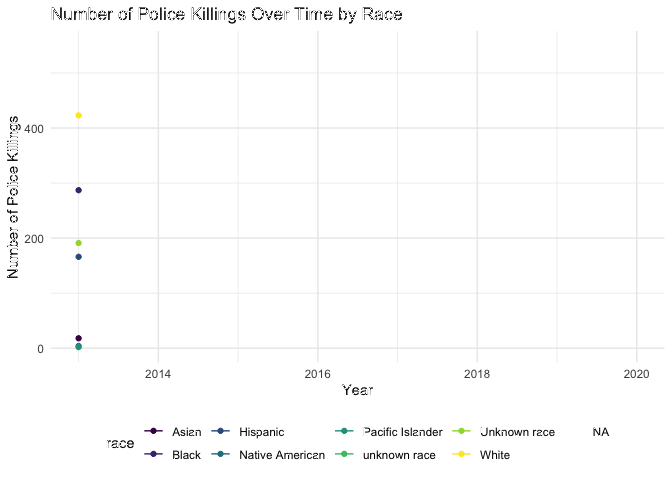 Number of Police Killings Over Time by Race
Number of Police Killings
400
200
0
2014 2016 2018 2020
Year
race
Asian Hispanic Pacific Islander Unknown race NA
Black Native American unknown race White